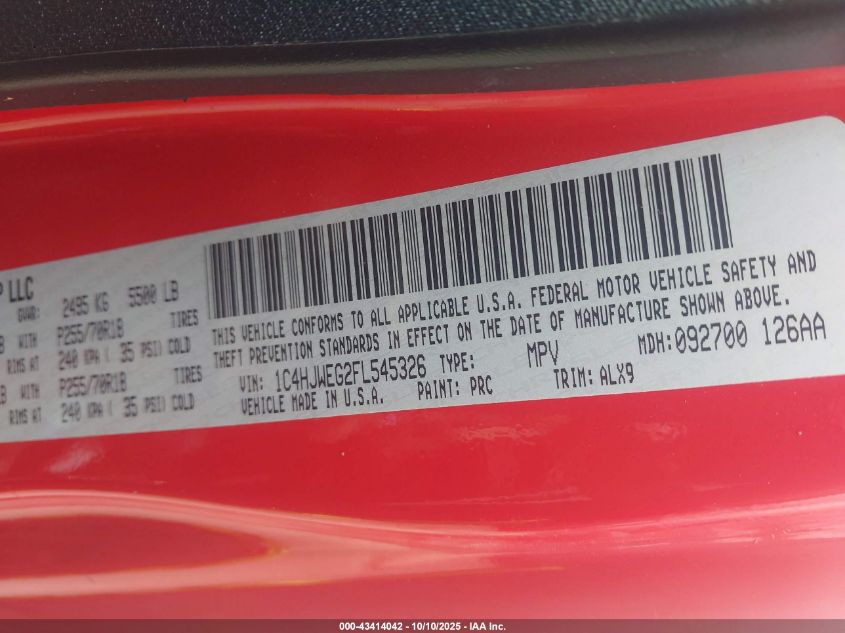 P LLC
GVWR: 2495 KG 5500 LB
WITH P255/70R18 TIRES
RIMS AT 240 KPA ( 35 PSI) COLD
WITH P255/70R18 TIRES
RIMS AT 240 KPA ( 35 PSI) COLD
THIS VEHICLE CONFORMS TO ALL APPLICABLE U.S.A. FEDERAL MOTOR VEHICLE SAFETY AND
THEFT PREVENTION STANDARDS IN EFFECT ON THE DATE OF MANUFACTURE SHOWN ABOVE.
VIN: 1C4HJWEG2FL545326 TYPE: MPV MDH:092700 126AA
VEHICLE MADE IN U.S.A. PAINT: PRC TRIM: ALX9
000-43414042 - 10/10/2025 - IAA Inc.